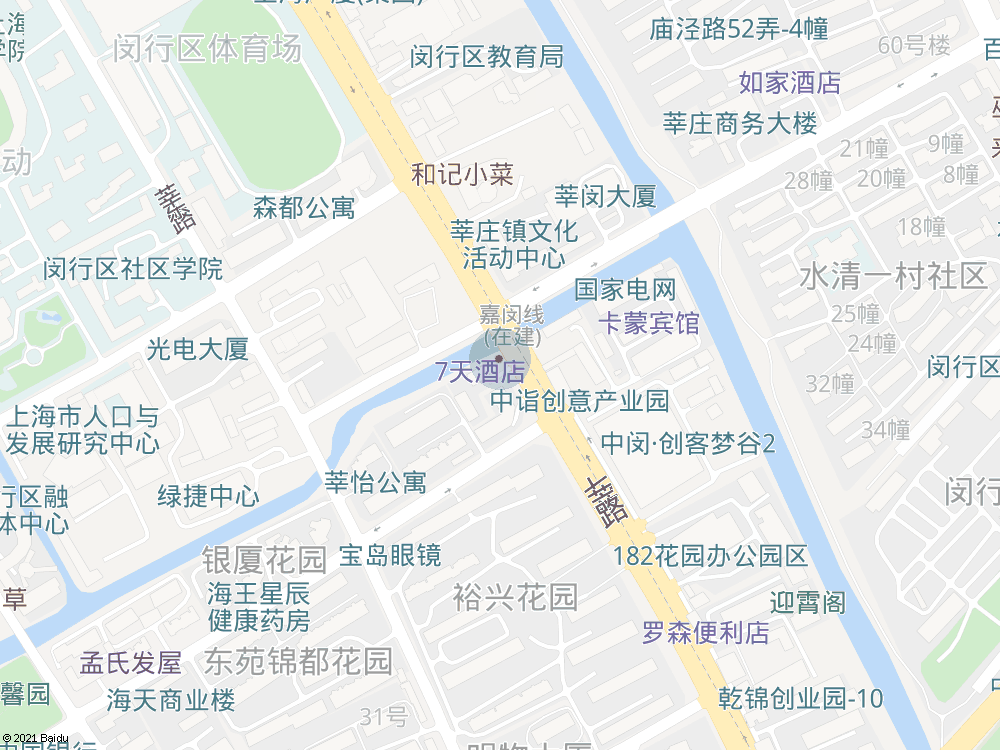 闵行区体育场
闵行区教育局
庙泾路52弄-4幢
60号楼
如家酒店
莘庄商务大楼
21幢
9幢
28幢
20幢
8幢
和记小菜
莘闵大厦
森都公寓
莘庄镇文化
活动中心
18幢
闵行区社区学院
国家电网
水清一村社区
嘉闵线
(在建)
卡蒙宾馆
25幢
24幢
光电大厦
7天酒店
32幢
中诣创意产业园
上海市人口与
发展研究中心
34幢
中闵·创客梦谷2
莘怡公寓
绿捷中心
行区融
体中心
银厦花园
宝岛眼镜
182花园办公园区
海王星辰
健康药房
裕兴花园
迎霄阁
草
罗森便利店
孟氏发屋
东苑锦都花园
馨园
海天商业楼
乾锦创业园-10
31号
© 2021 Baidu